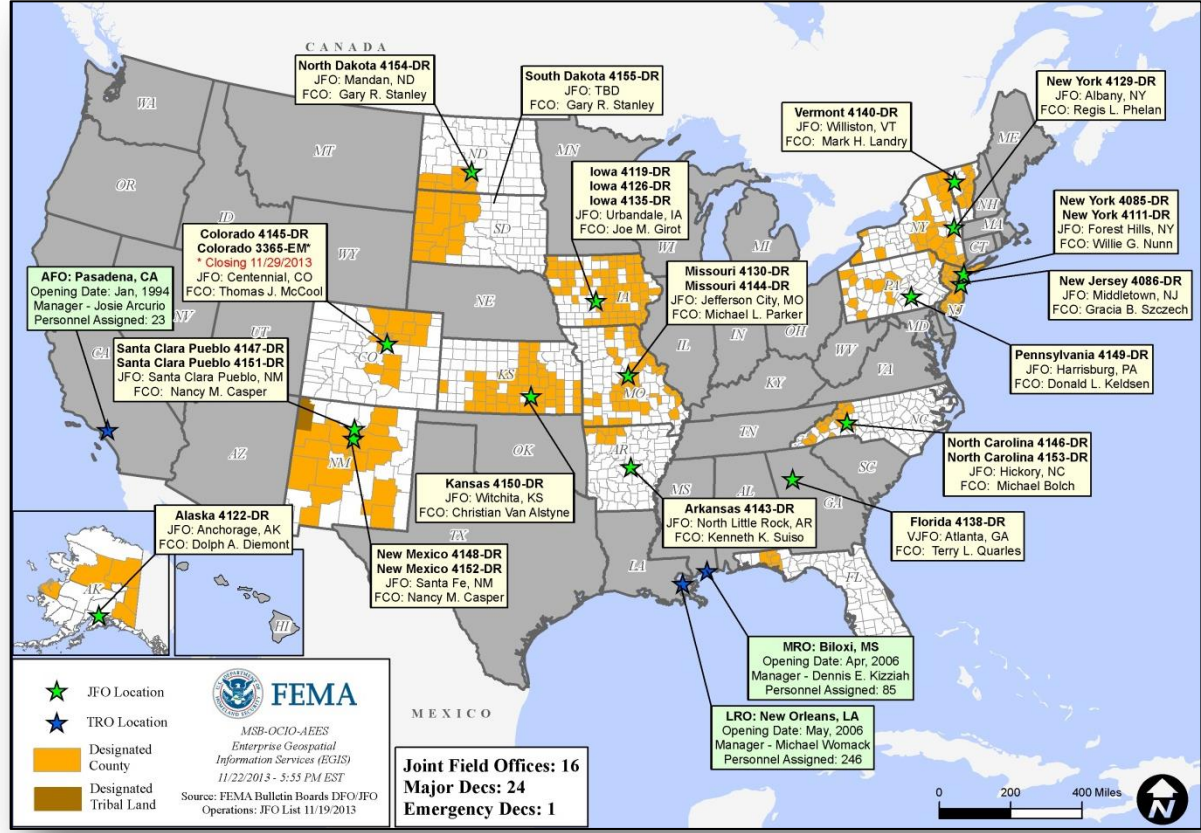 CANADA
North Dakota 4154-DR
JFO: Mandan, ND
FCO: Gary R. Stanley
South Dakota 4155-DR
JFO: TBD
FCO: Gary R. Stanley
New York 4129-DR
JFO: Albany, NY
FCO: Regis L. Phelan
Vermont 4140-DR
JFO: Williston, VT
FCO: Mark H. Landry
Iowa 4119-DR
Iowa 4126-DR
Iowa 4135-DR
JFO: Urbandale, IA
FCO: Joe M. Girot
New York 4085-DR
New York 4111-DR
JFO: Forest Hills, NY
FCO: Willie G. Nunn
Colorado 4145-DR
Colorado 3365-EM*
* Closing 11/29/2013
JFO: Centennial, CO
FCO: Thomas J. McCool
AFO: Pasadena, CA
Opening Date: Jan, 1994
Manager - Josie Arcurio
Personnel Assigned: 23
Missouri 4130-DR
Missouri 4144-DR
JFO: Jefferson City, MO
FCO: Michael L. Parker
New Jersey 4086-DR
JFO: Middletown, NJ
FCO: Gracia B. Szczech
Santa Clara Pueblo 4147-DR
Santa Clara Pueblo 4151-DR
JFO: Santa Clara Pueblo, NM
FCO: Nancy M. Casper
Pennsylvania 4149-DR
JFO: Harrisburg, PA
FCO: Donald L. Keldsen
North Carolina 4146-DR
North Carolina 4153-DR
JFO: Hickory, NC
FCO: Michael Bolch
Kansas 4150-DR
JFO: Witchita, KS
FCO: Christian Van Alstyne
Alaska 4122-DR
JFO: Anchorage, AK
FCO: Dolph A. Diemont
Arkansas 4143-DR
JFO: North Little Rock, AR
FCO: Kenneth K. Suiso
Florida 4138-DR
VJFO: Atlanta, GA
FCO: Terry L. Quarles
New Mexico 4148-DR
New Mexico 4152-DR
JFO: Santa Fe, NM
FCO: Nancy M. Casper
MRO: Biloxi, MS
Opening Date: Apr, 2006
Manager - Dennis E. Kizziah
Personnel Assigned: 85
LRO: New Orleans, LA
Opening Date: May, 2006
Manager - Michael Womack
Personnel Assigned: 246
WA
MT
ND
MN
ME
OR
ID
SD
WI
MI
NY
NH
MA
CT
WY
NE
IA
PA
NJ
NV
UT
CO
IL
IN
OH
MD
WV
CA
KS
MO
KY
AZ
NM
OK
AR
TN
NC
SC
MS
AL
GA
TX
LA
FL
AK
HI
MEXICO
JFO Location
TRO Location
Designated
County
Designated
Tribal Land
U.S. DEPARTMENT OF
HOMELAND SECURITY
FEMA
MSB-OCIO-AEES
Enterprise Geospatial
Information Services (EGIS)
11/22/2013 - 5:55 PM EST
Source: FEMA Bulletin Boards DFO/JFO
Operations: JFO List 11/19/2013
Joint Field Offices: 16
Major Decs: 24
Emergency Decs: 1
0 200 400 Miles
N